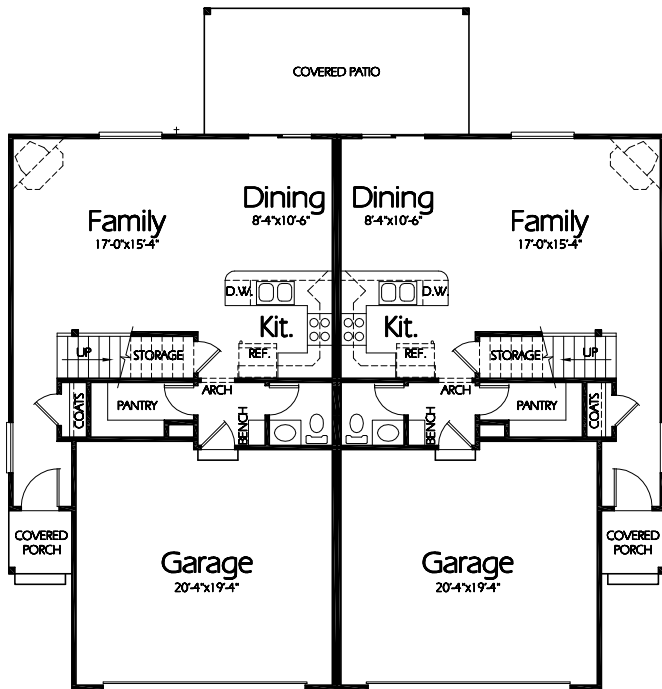 COVERED PATIO
Dining
8'-4"x10'-6"
Dining
8'-4"x10'-6"
Family
17'-0"x15'-4"
Family
17'-0"x15'-4"
D.W.
D.W.
Kit.
Kit.
UP
STORAGE
REF.
REF.
STORAGE
UP
ARCH
ARCH
COATS
PANTRY
BENCH
BENCH
PANTRY
COATS
COVERED
PORCH
COVERED
PORCH
Garage
20'-4"x19'-4"
Garage
20'-4"x19'-4"